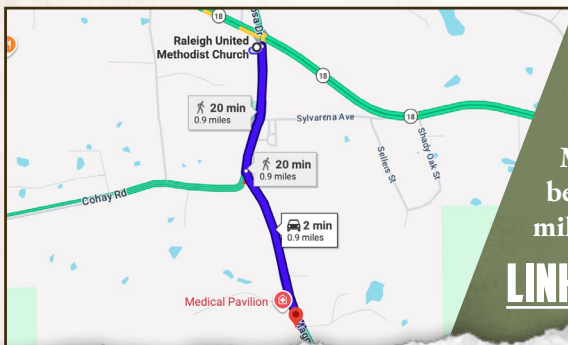 18
Raleigh United
Methodist Church
18
20 min
0.9 miles
Sylvarena Ave
18
Sellers St
Shady Oak St
20 min
0.9 miles
Cohay Rd
2 min
0.9 miles
Medical Pavilion